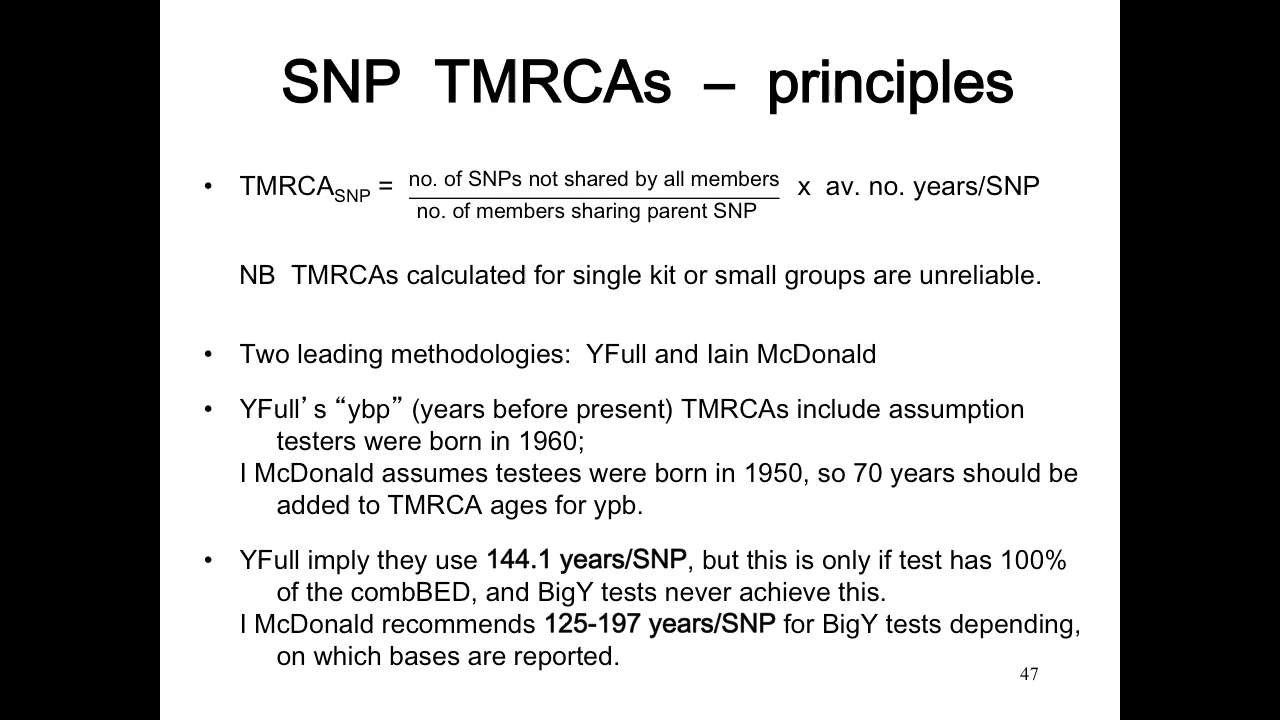 SNP TMRCAs – principles
• TMRCASNP = no. of SNPs not shared by all members x av. no. years/SNP
no. of members sharing parent SNP
NB TMRCAs calculated for single kit or small groups are unreliable.
• Two leading methodologies: YFull and Iain McDonald
• YFull’s “ybp” (years before present) TMRCAs include assumption
testers were born in 1960;
I McDonald assumes testees were born in 1950, so 70 years should be
added to TMRCA ages for ypb.
• YFull imply they use 144.1 years/SNP, but this is only if test has 100%
of the combBED, and BigY tests never achieve this.
I McDonald recommends 125-197 years/SNP for BigY tests depending,
on which bases are reported.
47